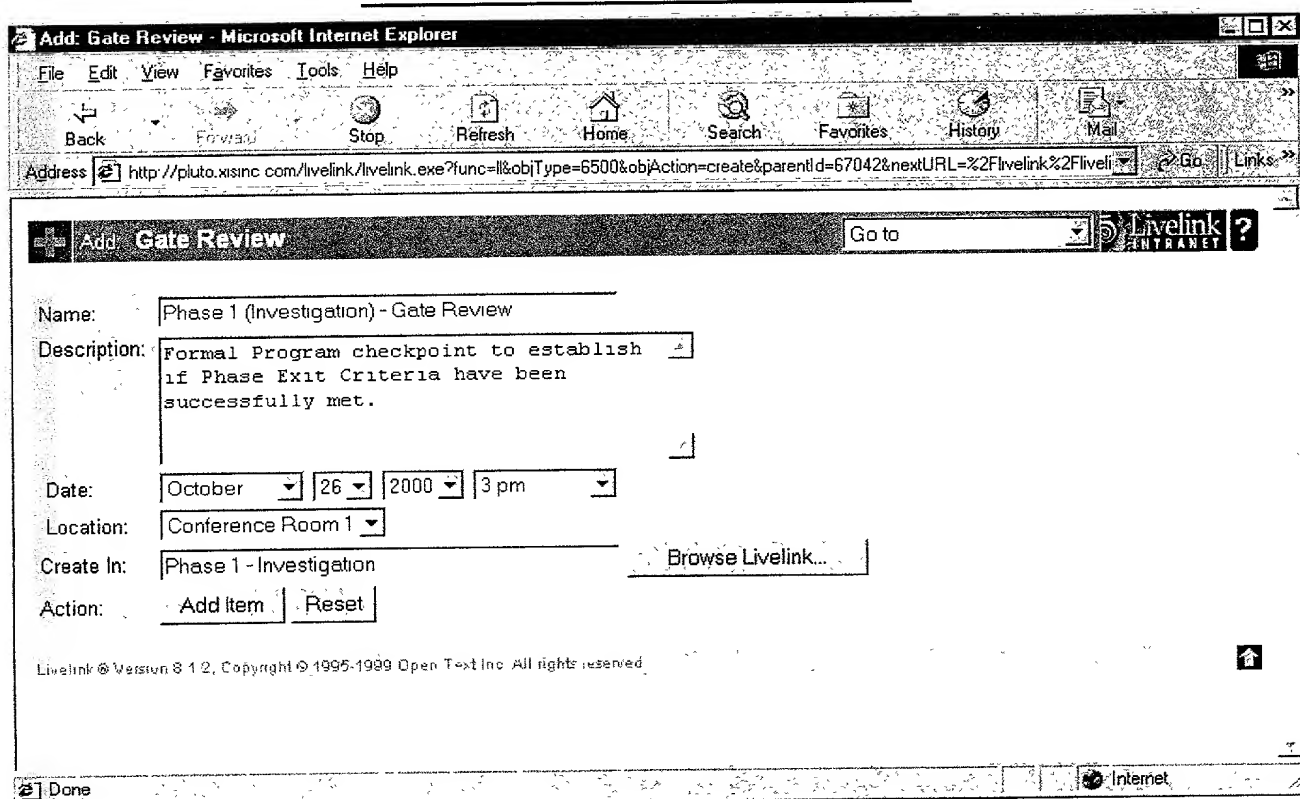 Add: Gate Review - Microsoft Internet Explorer
File Edit View Favorites Tools Help
Back Forward Stop Refresh Home Search Favorites History Mail »
Address http://pluto.xisinc.com/livelink/livelink.exe?func=ll&objType=6500&objAction=create&parentId=67042&nextURL=%2Flivelink%2Fliveli Go Links »
Add: Gate Review Go to Livelink INTRANET ?
Name: Phase 1 (Investigation) - Gate Review
Description: Formal Program checkpoint to establish
if Phase Exit Criteria have been
successfully met.
Date: October 26 2000 3 pm
Location: Conference Room 1
Create In: Phase 1 - Investigation Browse Livelink...
Action: Add Item Reset
Livelink ® Version 8.1.2, Copyright © 1995-1999 Open Text Inc. All rights reserved.
Done Internet